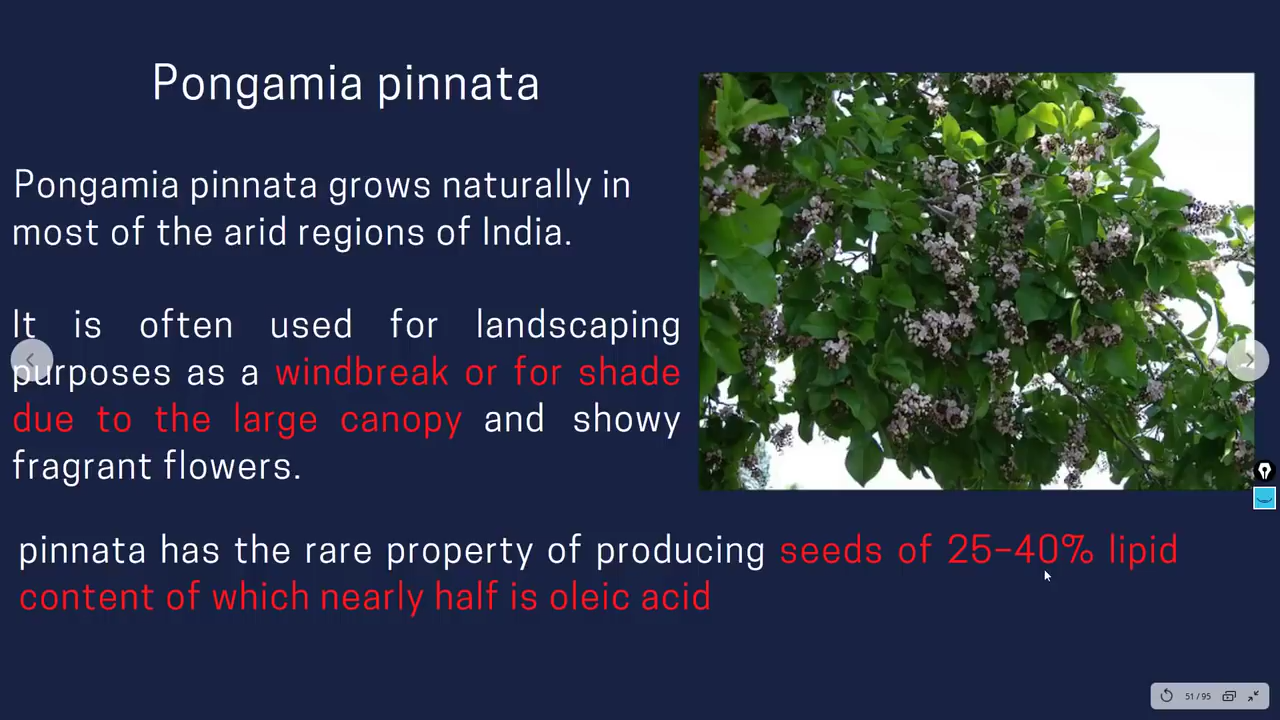 Pongamia pinnata
Pongamia pinnata grows naturally in
most of the arid regions of India.
It is often used for landscaping
purposes as a windbreak or for shade
due to the large canopy and showy
fragrant flowers.
pinnata has the rare property of producing seeds of 25–40% lipid
content of which nearly half is oleic acid
51 / 95